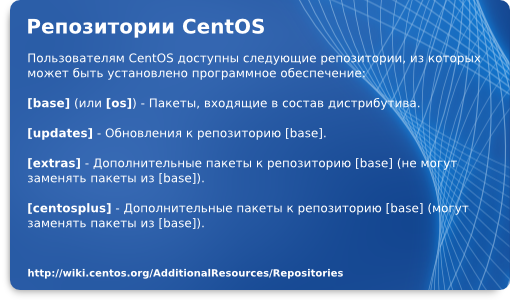 Репозитории CentOS
Пользователям CentOS доступны следующие репозитории, из которых
может быть установлено программное обеспечение:
[base] (или [os]) - Пакеты, входящие в состав дистрибутива.
[updates] - Обновления к репозиторию [base].
[extras] - Дополнительные пакеты к репозиторию [base] (не могут
заменять пакеты из [base]).
[centosplus] - Дополнительные пакеты к репозиторию [base] (могут
заменять пакеты из [base]).
http://wiki.centos.org/AdditionalResources/Repositories